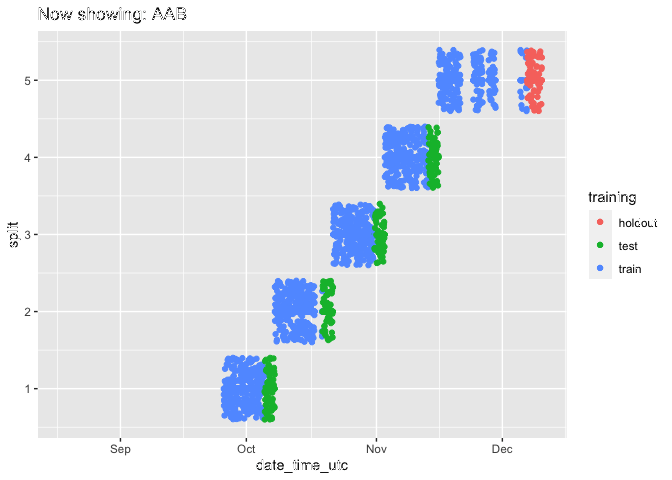 Now showing: AAB
split
5
4
3
2
1
Sep
Oct
Nov
Dec
date_time_utc
training
holdout
test
train